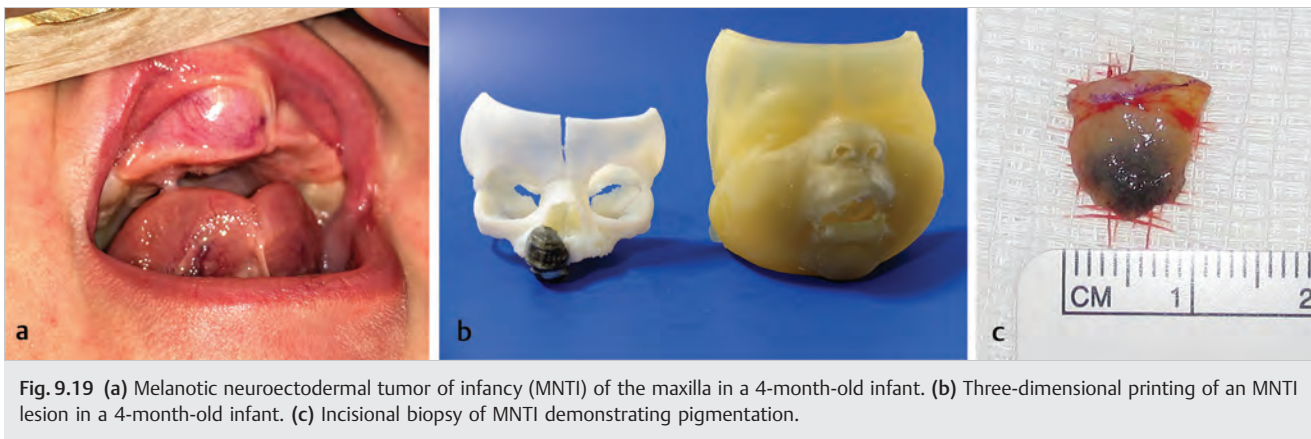 a
b
c
CM 1 2
Fig. 9.19 (a) Melanotic neuroectodermal tumor of infancy (MNTI) of the maxilla in a 4-month-old infant. (b) Three-dimensional printing of an MNTI
lesion in a 4-month-old infant. (c) Incisional biopsy of MNTI demonstrating pigmentation.